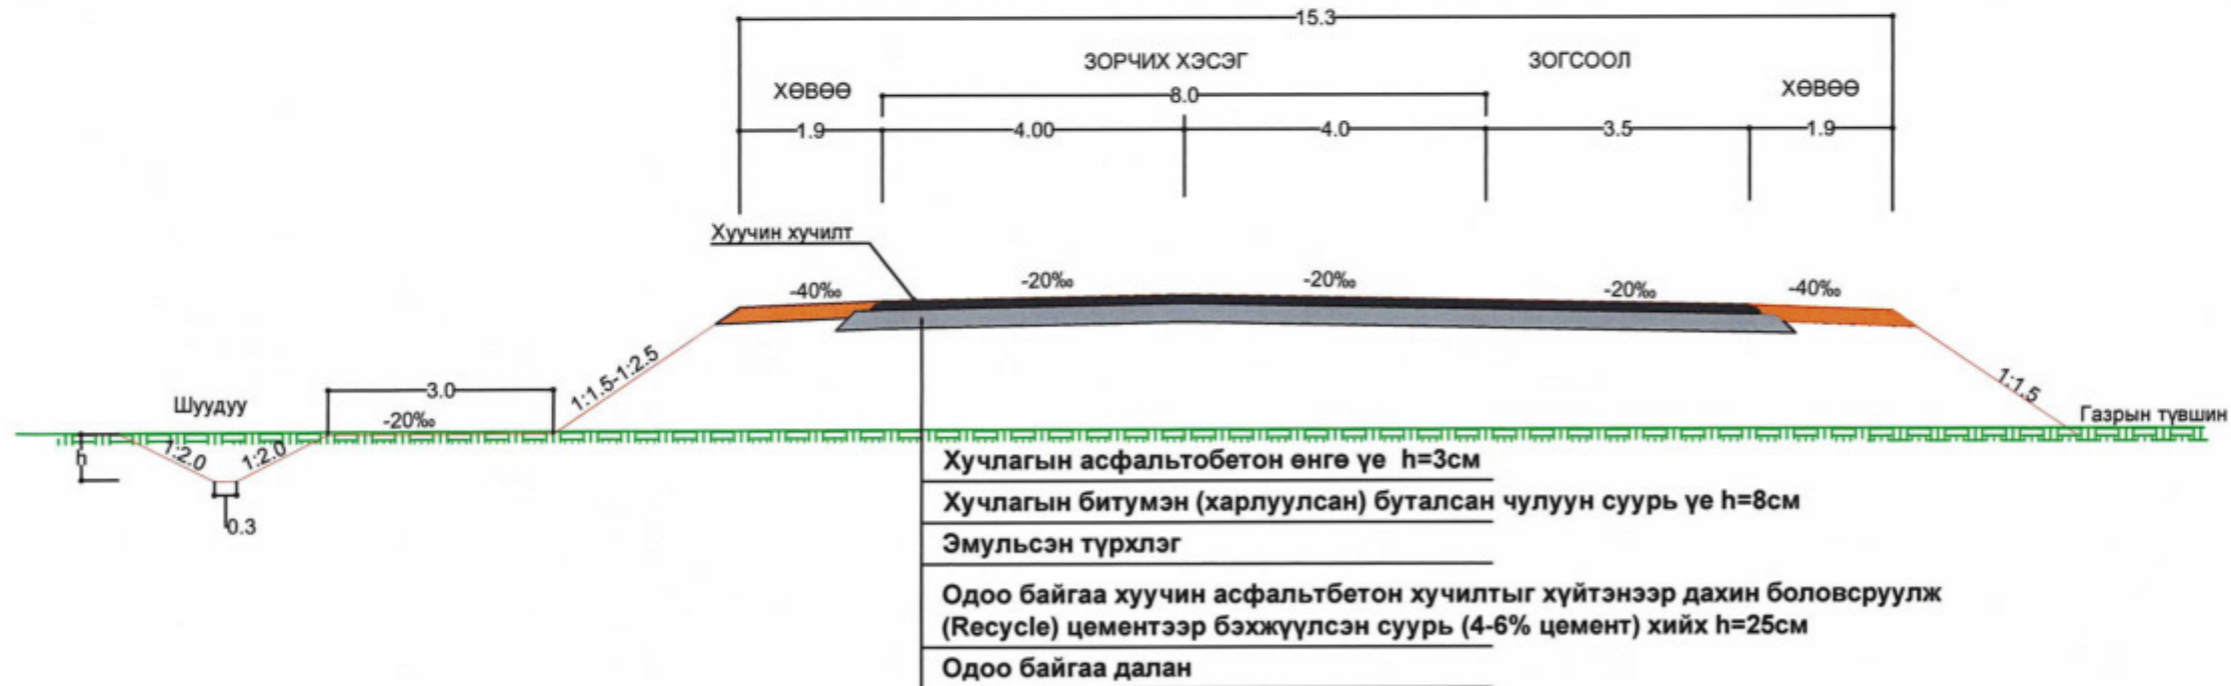 15.3
ЗОРЧИХ ХЭСЭГ ЗОГСООЛ
ХӨВӨӨ 8.0 ХӨВӨӨ
1.9 4.00 4.0 3.5 1.9
Хуучин хучилт
-40‰ -20‰ -20‰ -20‰ -40‰
1:1.5-1:2.5
1:1.5
3.0
Шуудуу
-20‰
Газрын түвшин
h
1:2.0 1:2.0
0.3
Хучлагын асфальтобетон өнгө үе h=3см
Хучлагын битумэн (харлуулсан) буталсан чулуун суурь үе h=8см
Эмульсэн түрхлэг
Одоо байгаа хуучин асфальтбетон хучилтыг хүйтэнээр дахин боловсруулж
(Recycle) цементээр бэхжүүлсэн суурь (4-6% цемент) хийх h=25см
Одоо байгаа далан